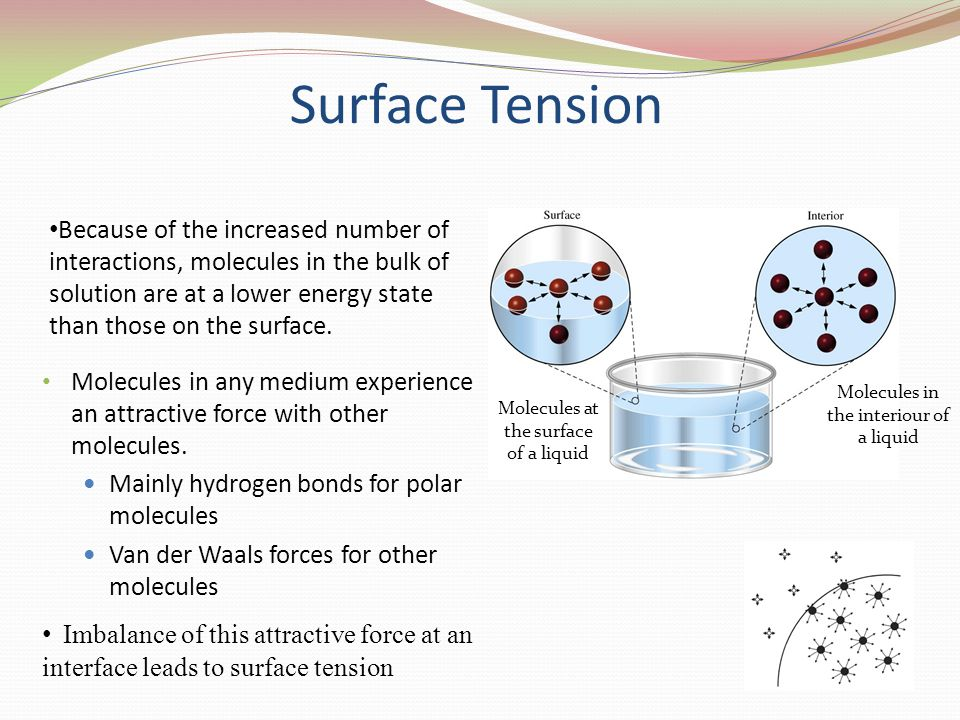 Surface Tension
•Because of the increased number of
interactions, molecules in the bulk of
solution are at a lower energy state
than those on the surface.
• Molecules in any medium experience
an attractive force with other
molecules.
• Mainly hydrogen bonds for polar
molecules
• Van der Waals forces for other
molecules
• Imbalance of this attractive force at an
interface leads to surface tension
Surface
Interior
Molecules at
the surface
of a liquid
Molecules in
the interiour of
a liquid